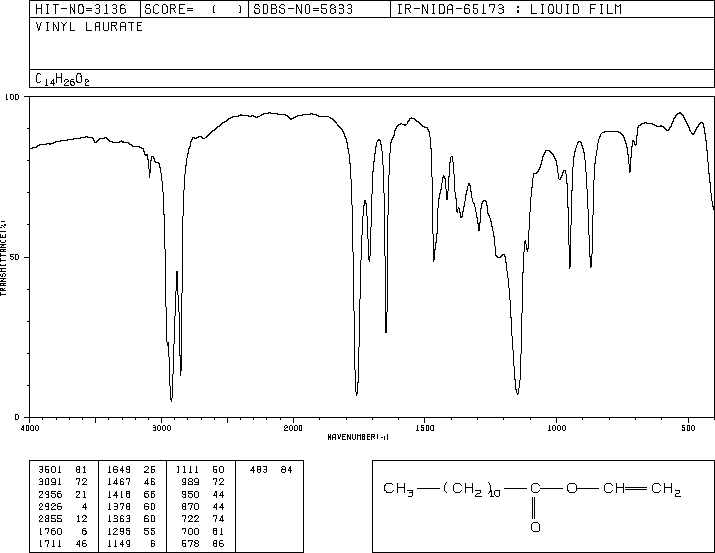 HIT-NO=3136 SCORE= ( ) SDBS-NO=5833 IR-NIDA-65173 : LIQUID FILM
VINYL LAURATE
C14H26O2
100
50
0
TRANSMITTANCE(%)
4000 3000 2000 1500 1000 500
WAVENUMBER(-1)
3501 81 1649 26 1111 50 483 84
3091 72 1467 46 989 72
2956 21 1418 66 950 44
2926 4 1378 60 870 44
2855 12 1363 60 722 74
1760 6 1295 55 700 81
1711 46 1149 6 578 86
CH3—(CH2)10—C—O—CH=CH2
O